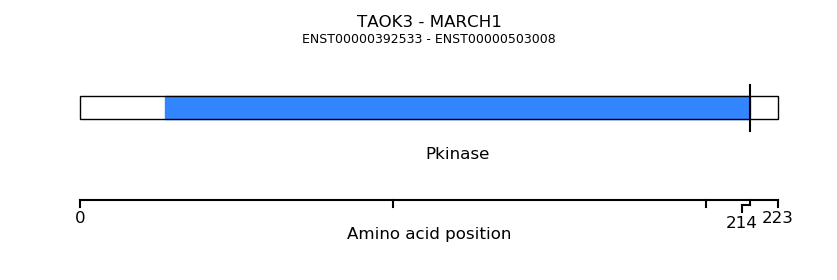 TAOK3 - MARCH1
ENST00000392533 - ENST00000503008
Pkinase
0 214 223
Amino acid position